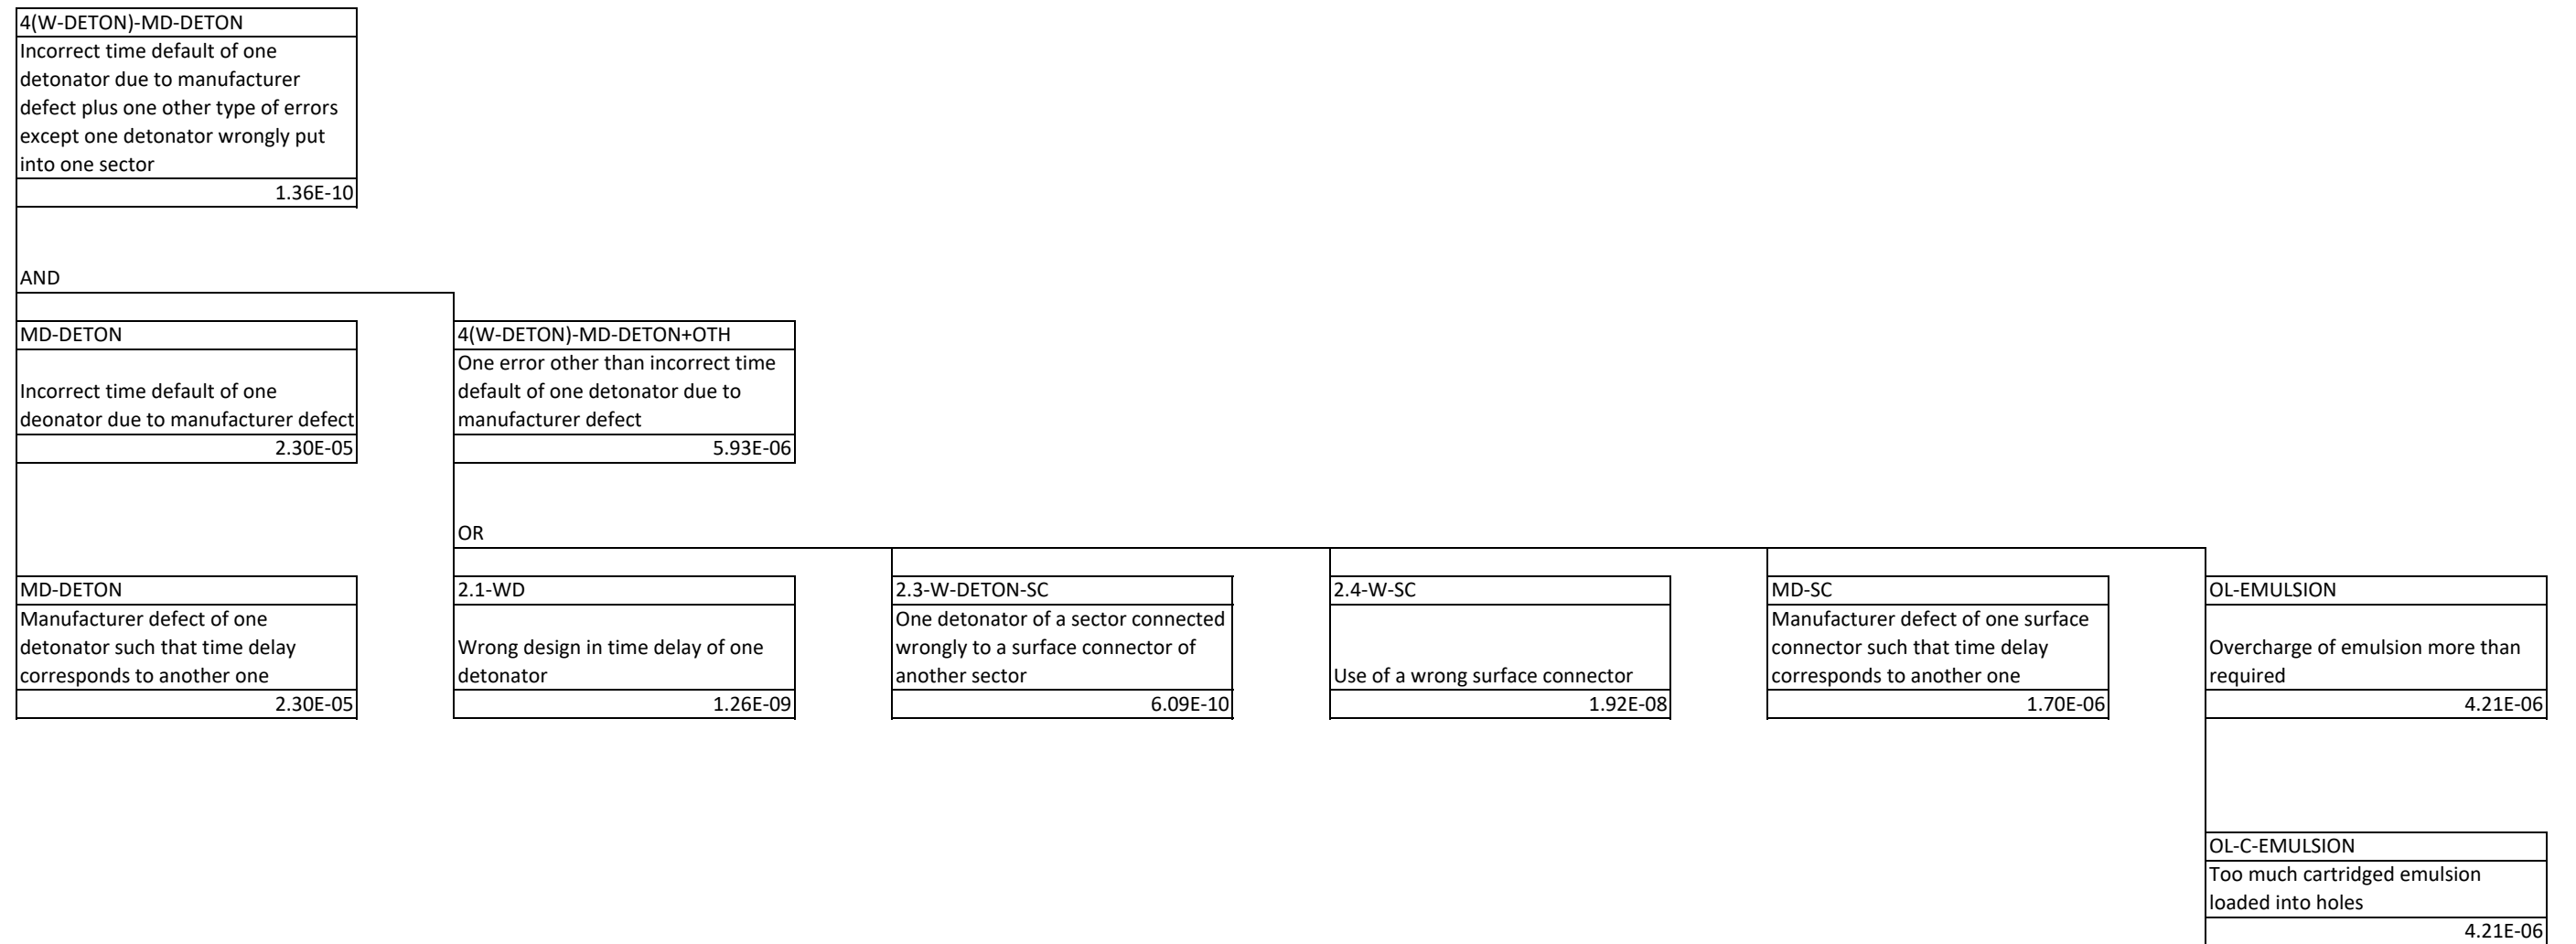 4(W-DETON)-MD-DETON
Incorrect time default of one
detonator due to manufacturer
defect plus one other type of errors
except one detonator wrongly put
into one sector
1.36E-10
AND
MD-DETON
Incorrect time default of one
deonator due to manufacturer defect
2.30E-05
4(W-DETON)-MD-DETON+OTH
One error other than incorrect time
default of one detonator due to
manufacturer defect
5.93E-06
OR
MD-DETON
Manufacturer defect of one
detonator such that time delay
corresponds to another one
2.30E-05
2.1-WD
Wrong design in time delay of one
detonator
1.26E-09
2.3-W-DETON-SC
One detonator of a sector connected
wrongly to a surface connector of
another sector
6.09E-10
2.4-W-SC
Use of a wrong surface connector
1.92E-08
MD-SC
Manufacturer defect of one surface
connector such that time delay
corresponds to another one
1.70E-06
OL-EMULSION
Overcharge of emulsion more than
required
4.21E-06
OL-C-EMULSION
Too much cartridged emulsion
loaded into holes
4.21E-06